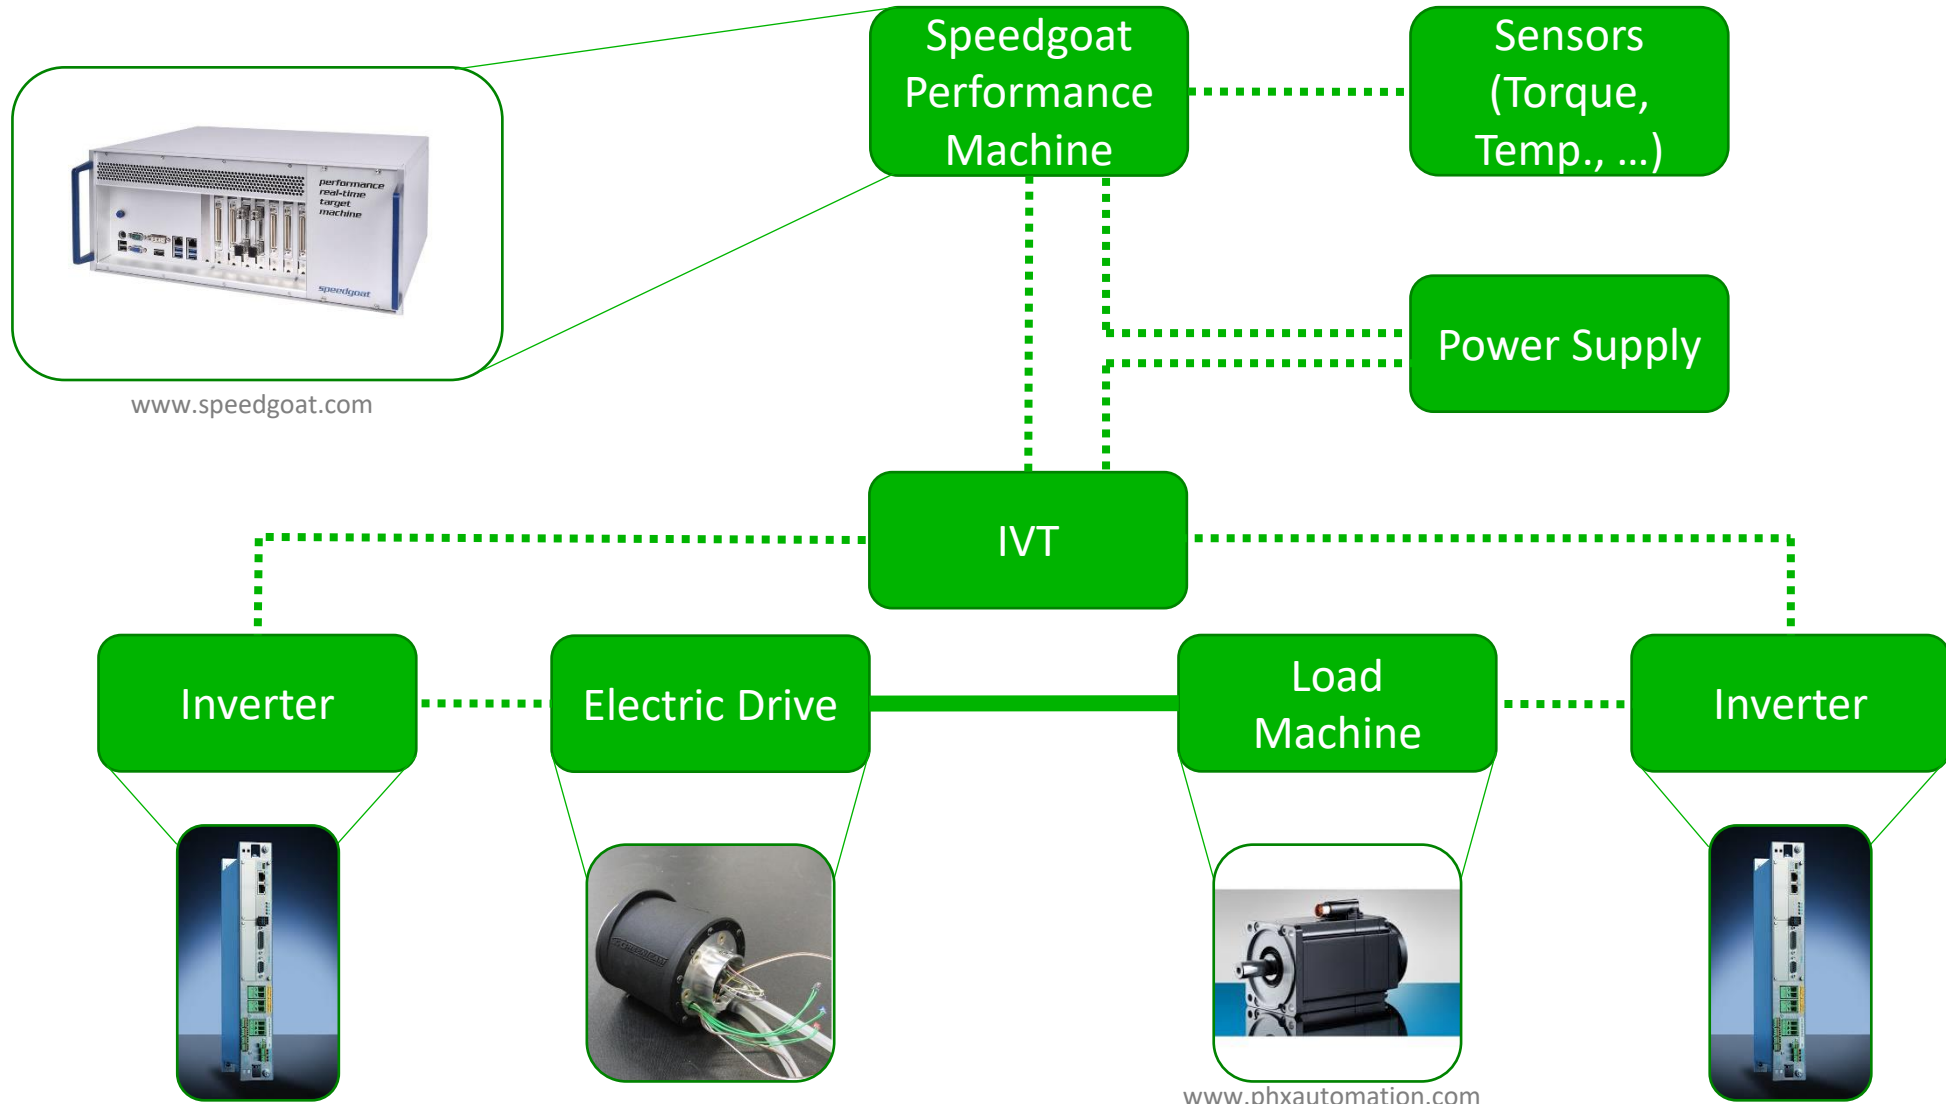 Speedgoat
Performance
Machine
Sensors
(Torque,
Temp., ...)
performance
real-time
target
machine
speedgoat
www.speedgoat.com
Power Supply
IVT
Inverter
Electric Drive
Load
Machine
Inverter
www.phxautomation.com